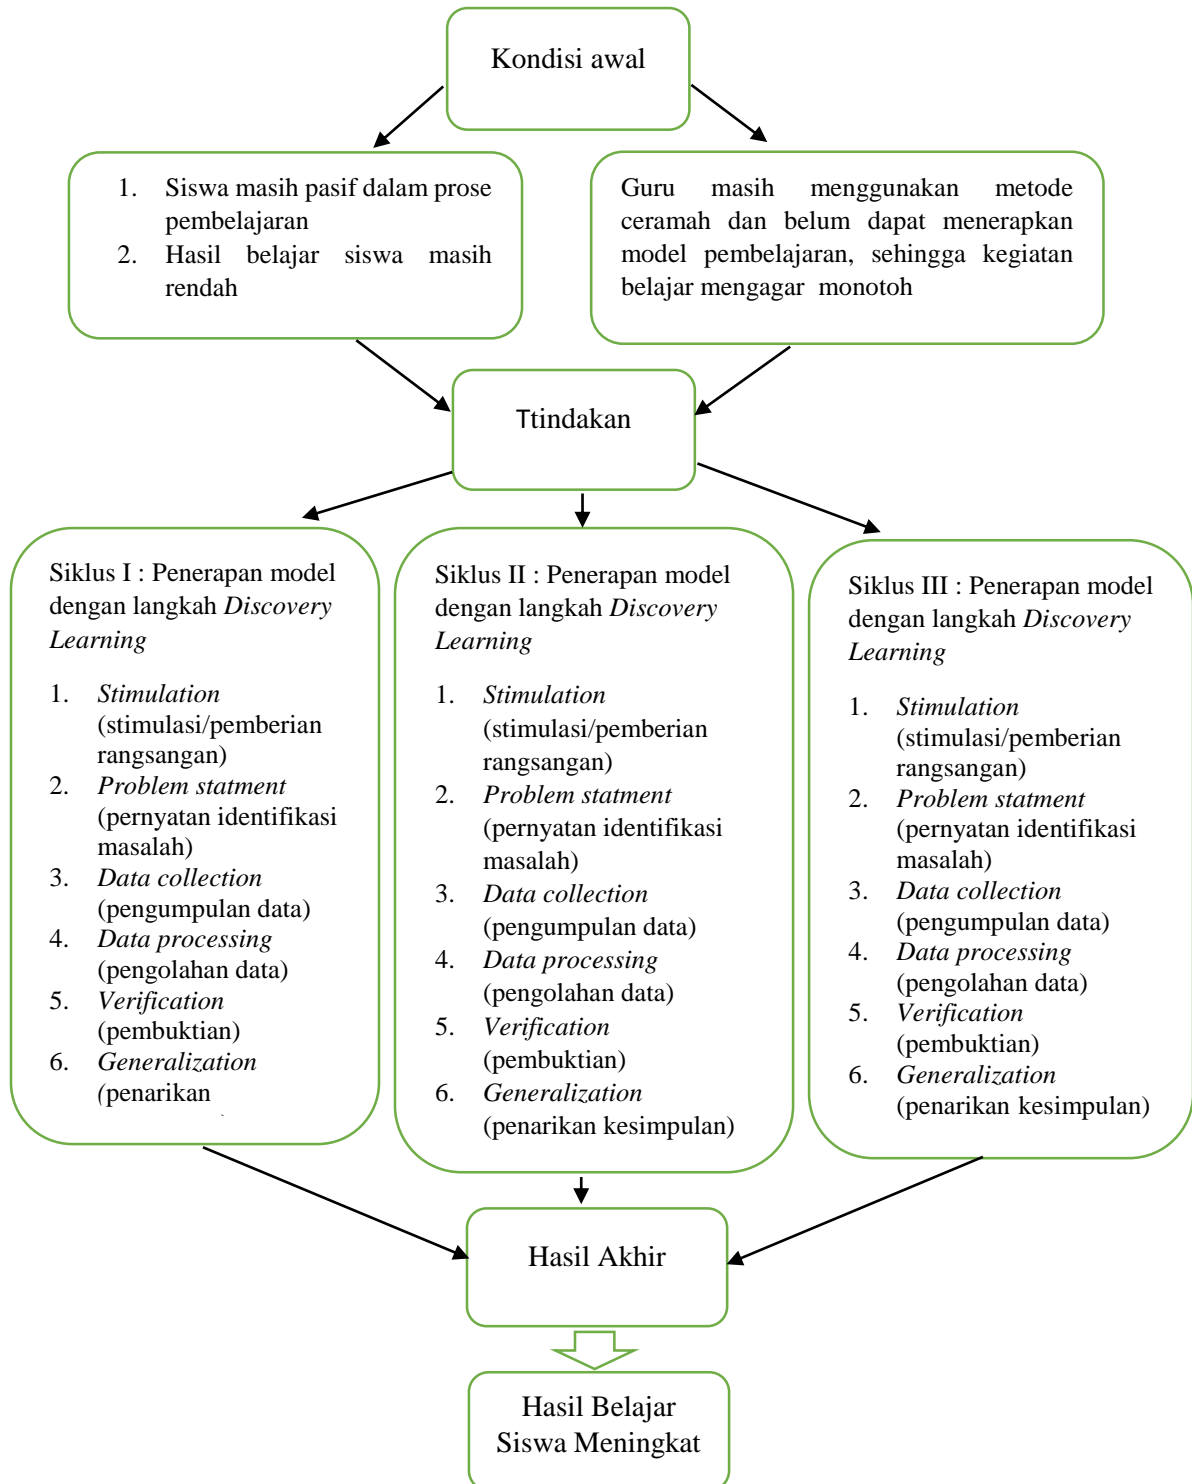 Kondisi awal
1. Siswa masih pasif dalam prose
pembelajaran
2. Hasil belajar siswa masih
rendah
Guru masih menggunakan metode
ceramah dan belum dapat menerapkan
model pembelajaran, sehingga kegiatan
belajar mengagar monotoh
Ttindakan
Siklus I : Penerapan model
dengan langkah Discovery
Learning
1. Stimulation
(stimulasi/pemberian
rangsangan)
2. Problem statment
(pernyatan identifikasi
masalah)
3. Data collection
(pengumpulan data)
4. Data processing
(pengolahan data)
5. Verification
(pembuktian)
6. Generalization
(penarikan
Siklus II : Penerapan model
dengan langkah Discovery
Learning
1. Stimulation
(stimulasi/pemberian
rangsangan)
2. Problem statment
(pernyatan identifikasi
masalah)
3. Data collection
(pengumpulan data)
4. Data processing
(pengolahan data)
5. Verification
(pembuktian)
6. Generalization
(penarikan kesimpulan)
Siklus III : Penerapan model
dengan langkah Discovery
Learning
1. Stimulation
(stimulasi/pemberian
rangsangan)
2. Problem statment
(pernyatan identifikasi
masalah)
3. Data collection
(pengumpulan data)
4. Data processing
(pengolahan data)
5. Verification
(pembuktian)
6. Generalization
(penarikan kesimpulan)
Hasil Akhir
Hasil Belajar
Siswa Meningkat